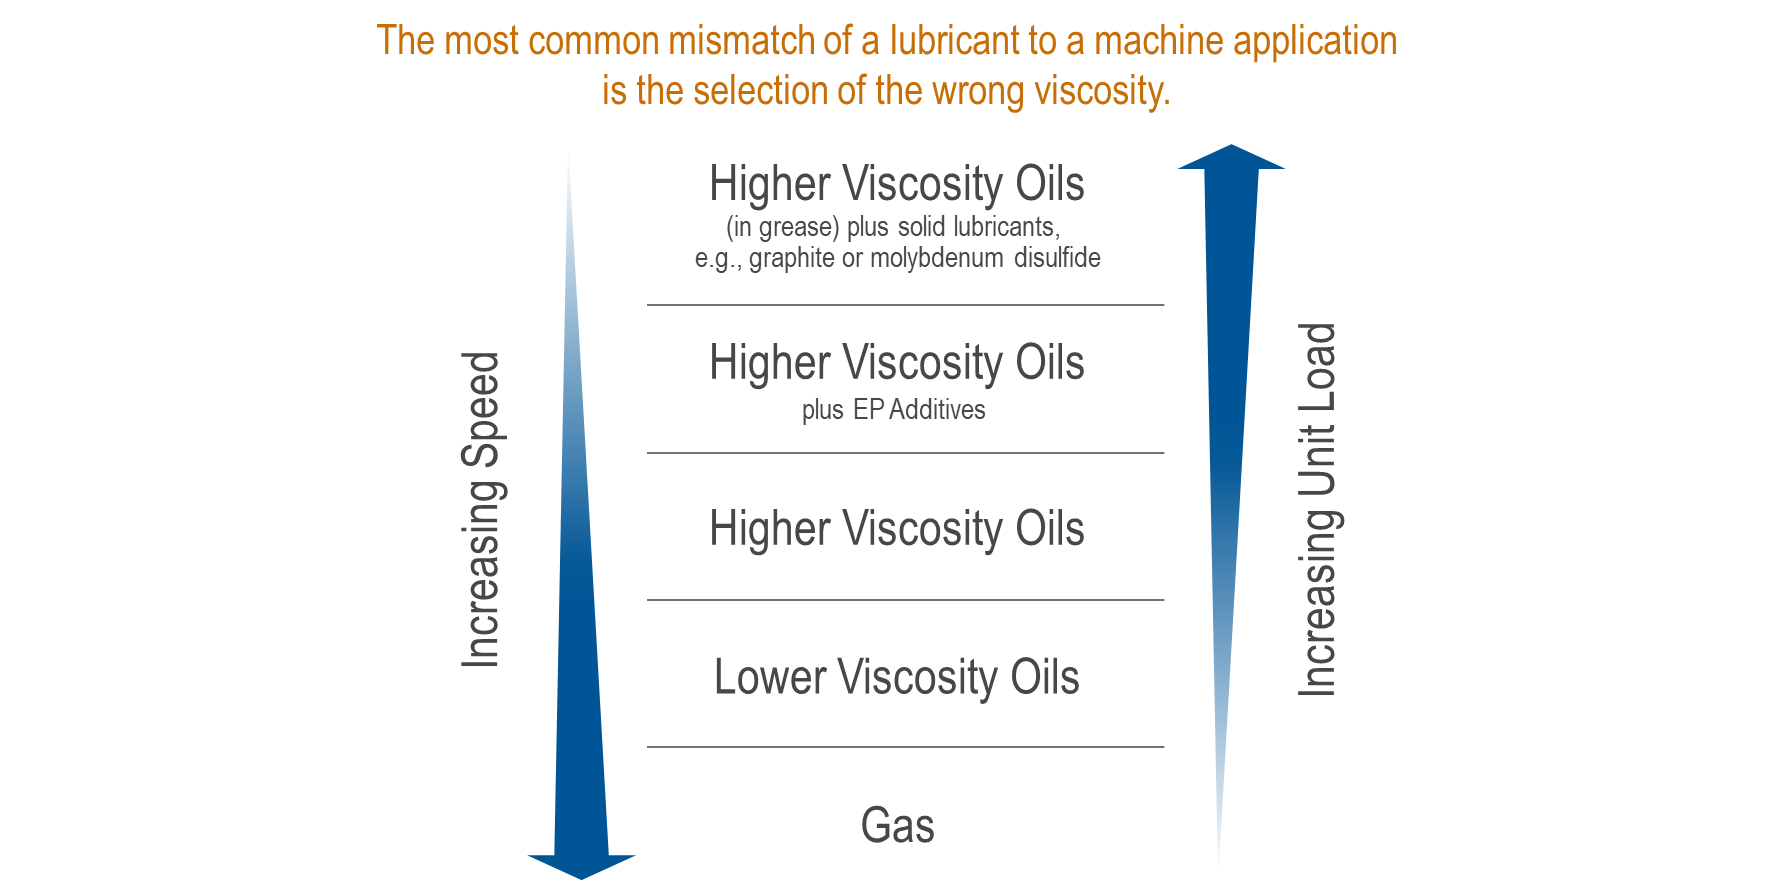 The most common mismatch of a lubricant to a machine application
is the selection of the wrong viscosity.
Higher Viscosity Oils
(in grease) plus solid lubricants,
e.g., graphite or molybdenum disulfide
Higher Viscosity Oils
plus EP Additives
Higher Viscosity Oils
Lower Viscosity Oils
Gas
Increasing Speed
Increasing Unit Load